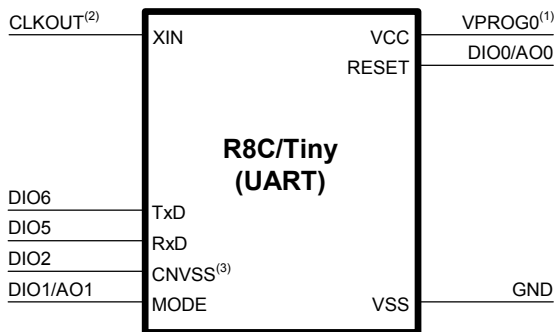 CLKOUT(2)
XIN
VCC
VPROG0(1)
RESET
DIO0/AO0
R8C/Tiny
(UART)
DIO6
TxD
DIO5
RxD
DIO2
CNVSS(3)
DIO1/AO1
MODE
VSS
GND